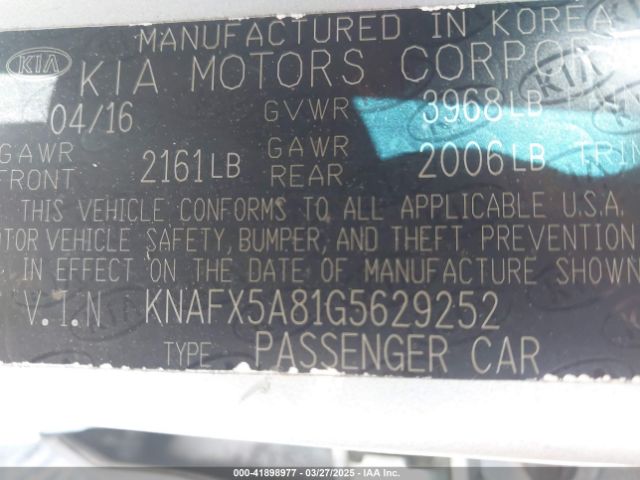 MANUFACTURED IN KOREA
KIA KIA MOTORS CORPOR
04/16 GVWR 3968LB
GAWR FRONT 2161LB GAWR REAR 2006LB TRIM
THIS VEHICLE CONFORMS TO ALL APPLICABLE U.S.A
OTOR VEHICLE SAFETY, BUMPER, AND THEFT PREVENTION
IN EFFECT ON THE DATE OF MANUFACTURE SHOWN
V.I.N KNAFX5A81G5629252
TYPE PASSENGER CAR
000-41898977 — 03/27/2025 — IAA Inc.